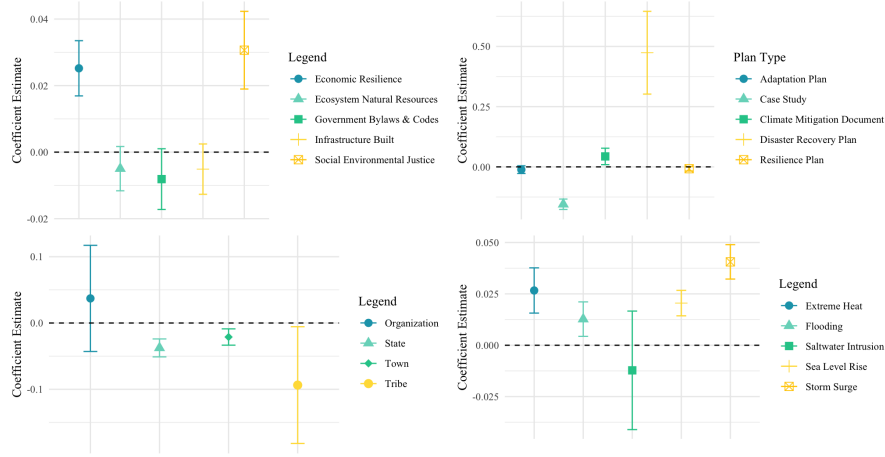 0.04
0.02
0.00
-0.02
Coefficient Estimate
Legend
Economic Resilience
Ecosystem Natural Resources
Government Bylaws & Codes
Infrastructure Built
Social Environmental Justice
0.50
0.25
0.00
Coefficient Estimate
Plan Type
Adaptation Plan
Case Study
Climate Mitigation Document
Disaster Recovery Plan
Resilience Plan
0.1
0.0
-0.1
Coefficient Estimate
Legend
Organization
State
Town
Tribe
0.050
0.025
0.000
-0.025
Coefficient Estimate
Legend
Extreme Heat
Flooding
Saltwater Intrusion
Sea Level Rise
Storm Surge